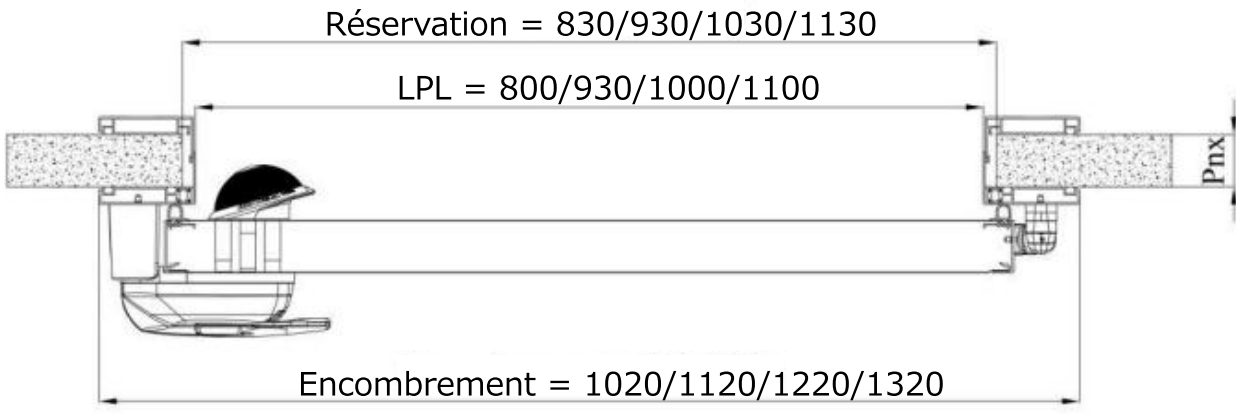 Réservation = 830/930/1030/1130
LPL = 800/930/1000/1100
Pnx
Encombrement = 1020/1120/1220/1320